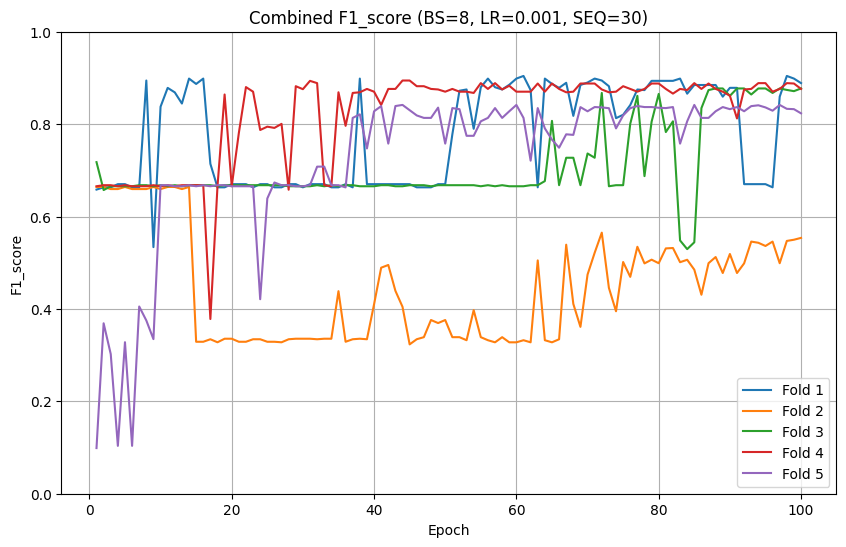 Combined F1_score (BS=8, LR=0.001, SEQ=30)
1.0
0.8
0.6
0.4
0.2
0.0
F1_score
0 20 40 60 80 100
Epoch
Fold 1
Fold 2
Fold 3
Fold 4
Fold 5